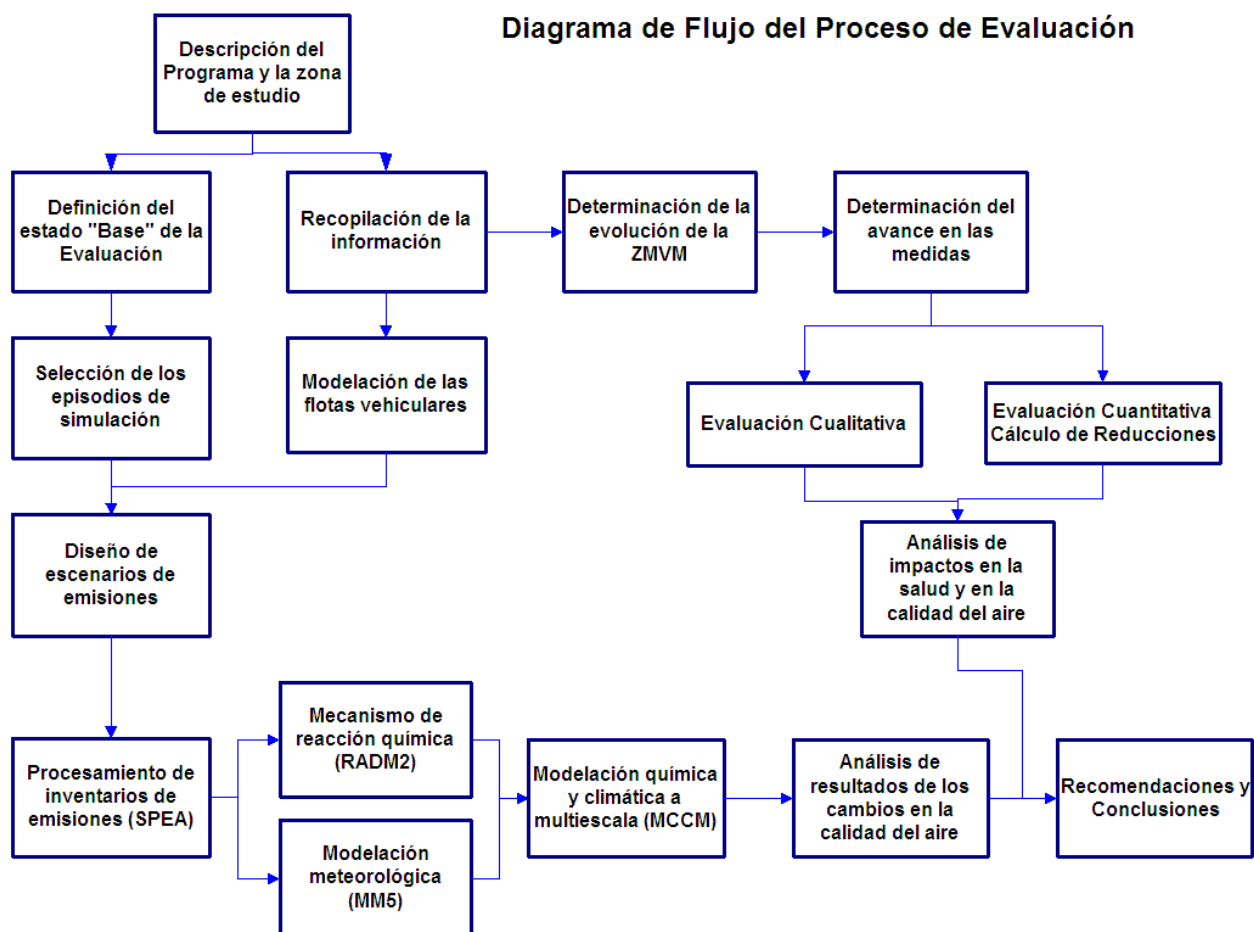 Diagrama de Flujo del Proceso de Evaluación
Descripción del
Programa y la zona
de estudio
Definición del
estado "Base" de la
Evaluación
Recopilación de la
información
Determinación de la
evolución de la
ZMVM
Determinación del
avance en las
medidas
Selección de los
episodios de
simulación
Modelación de las
flotas vehiculares
Evaluación Cualitativa
Evaluación Cuantitativa
Cálculo de Reducciones
Diseño de
escenarios de
emisiones
Análisis de
impactos en la
salud y en la
calidad del aire
Procesamiento de
inventarios de
emisiones (SPEA)
Mecanismo de
reacción química
(RADM2)
Modelación
meteorológica
(MM5)
Modelación química
y climática a
multiescala (MCCM)
Análisis de
resultados de los
cambios en la
calidad del aire
Recomendaciones y
Conclusiones